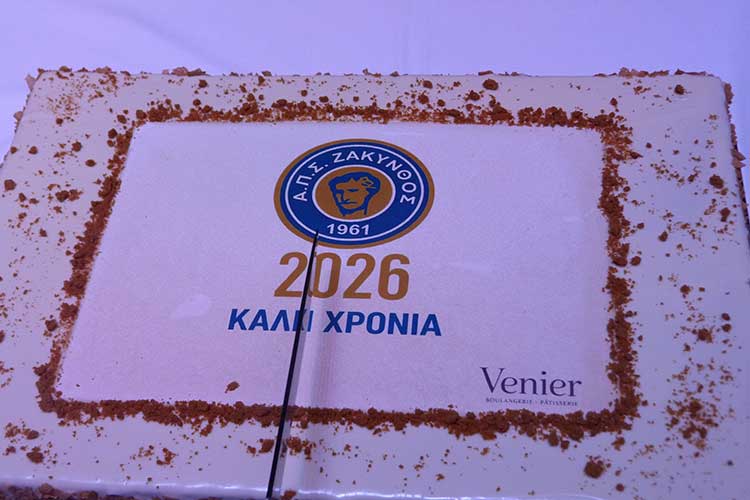 Α.Π.Σ. ΖΑΚΥΝΘΟΣ
1961
2026
ΚΑΛΗ ΧΡΟΝΙΑ
Venier
BOULANGERIE - PÂTISSERIE